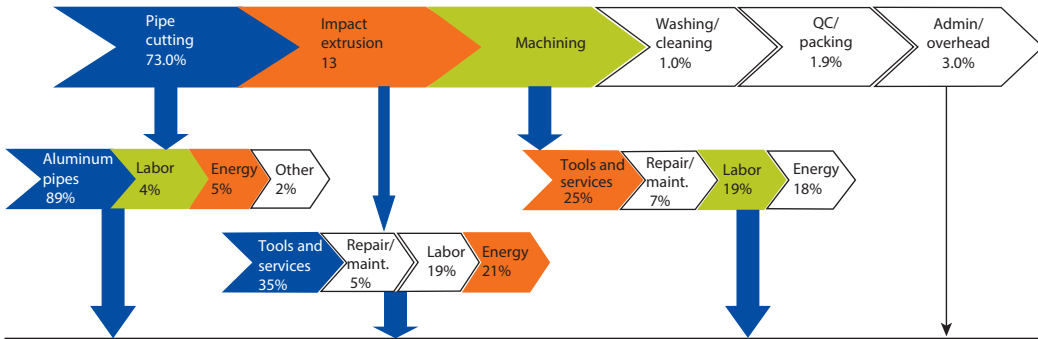 Pipe
cutting
73.0%
Impact
extrusion
13
Machining
Washing/
cleaning
1.0%
QC/
packing
1.9%
Admin/
overhead
3.0%
Aluminum
pipes
89%
Labor
4%
Energy
5%
Other
2%
Tools and
services
25%
Repair/
maint.
7%
Labor
19%
Energy
18%
Tools and
services
35%
Repair/
maint.
5%
Labor
19%
Energy
21%